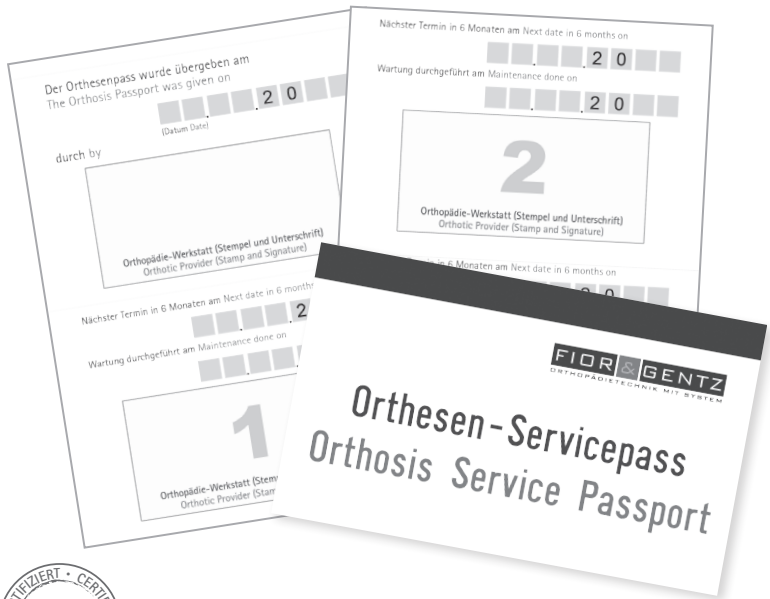 Der Orthesenpass wurde übergeben am
The Orthosis Passport was given on
20
(Datum Date)
durch by
Orthopädie-Werkstatt (Stempel und Unterschrift)
Orthotic Provider (Stamp and Signature)
Nächster Termin in 6 Monaten am Next date in 6 months
2
Wartung durchgeführt am Maintenance done on
1
Orthopädie-Werkstatt (Stem
Orthotic Provider (Stam
Nächster Termin in 6 Monaten am Next date in 6 months on
20
Wartung durchgeführt am Maintenance done on
20
2
Orthopädie-Werkstatt (Stempel und Unterschrift)
Orthotic Provider (Stamp and Signature)
in 6 Monaten am Next date in 6 months on
20
FIOR & GENTZ
ORTHOPÄDIETECHNIK MIT SYSTEM
Orthesen-Servicepass
Orthosis Service Passport
TIFIZIERT · CERTI